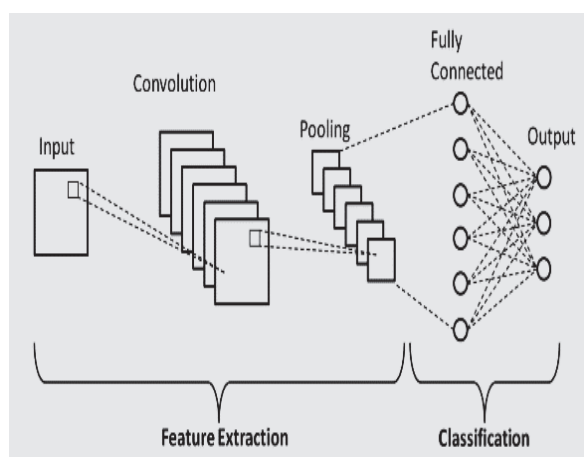 Input
Convolution
Pooling
Fully
Connected
Output
Feature Extraction
Classification